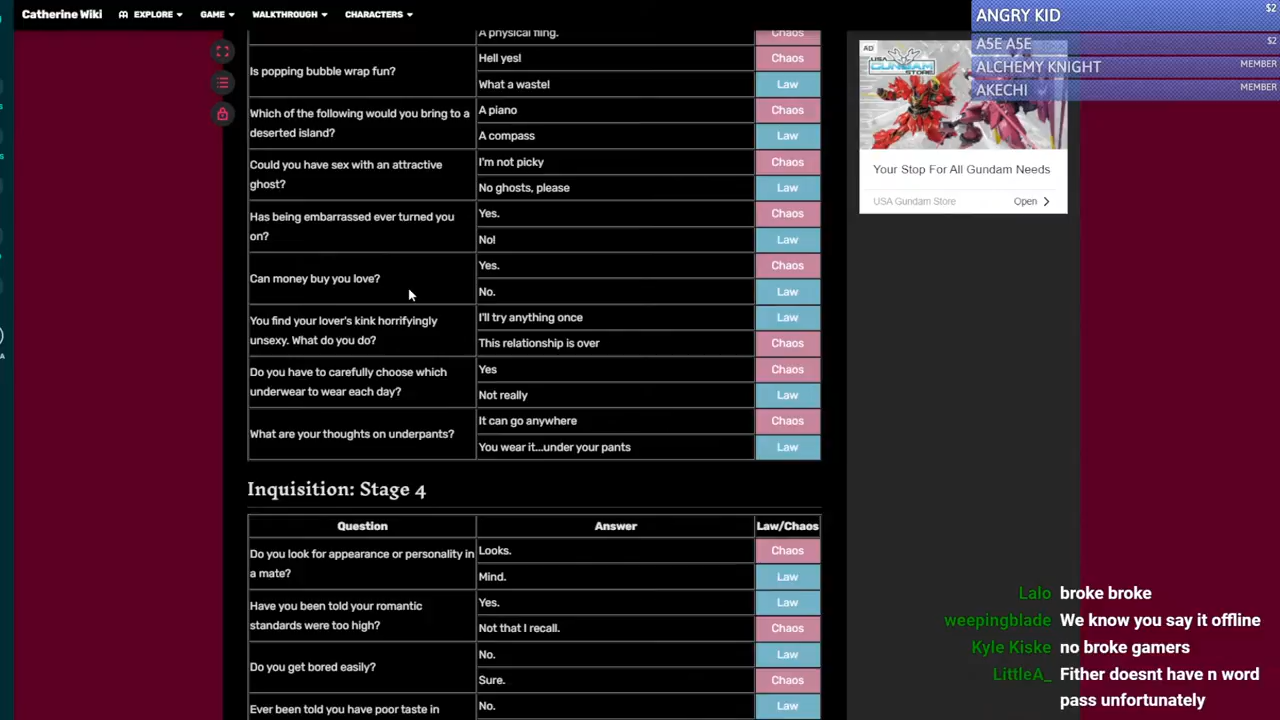 Catherine Wiki
EXPLORE
GAME
WALKTHROUGH
CHARACTERS
ANGRY KID
$2
A5E A5E
$2
ALCHEMY KNIGHT
MEMBER
AKECHI
MEMBER
AD
USA
GUNDAM
STORE
Your Stop For All Gundam Needs
USA Gundam Store
Open
A physical fling.
Chaos
Is popping bubble wrap fun?
Hell yes!
Chaos
What a waste!
Law
Which of the following would you bring to a
deserted island?
A piano
Chaos
A compass
Law
Could you have sex with an attractive
ghost?
I'm not picky
Chaos
No ghosts, please
Law
Has being embarrassed ever turned you
on?
Yes.
Chaos
No!
Law
Can money buy you love?
Yes.
Chaos
No.
Law
You find your lover's kink horrifyingly
unsexy. What do you do?
I'll try anything once
Law
This relationship is over
Chaos
Do you have to carefully choose which
underwear to wear each day?
Yes
Chaos
Not really
Law
What are your thoughts on underpants?
It can go anywhere
Chaos
You wear it...under your pants
Law
Inquisition: Stage 4
Question
Answer
Law/Chaos
Do you look for appearance or personality in
a mate?
Looks.
Chaos
Mind.
Law
Have you been told your romantic
standards were too high?
Yes.
Law
Not that I recall.
Chaos
Do you get bored easily?
No.
Law
Sure.
Chaos
Ever been told you have poor taste in
No.
Law
Lalo broke broke
weepingblade We know you say it offline
Kyle Kiske no broke gamers
LittleA_ Fither doesnt have n word
pass unfortunately